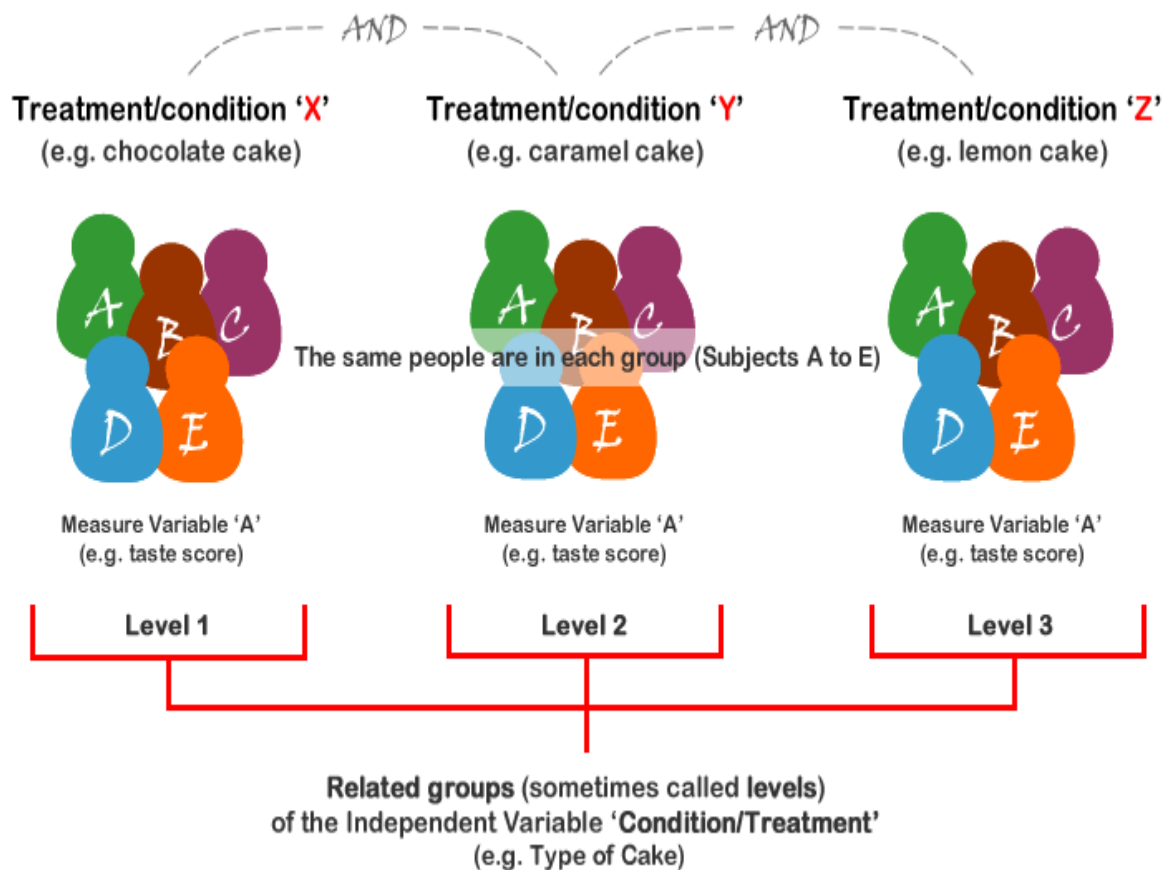 AND
AND
Treatment/condition ‘X’
(e.g. chocolate cake)
Treatment/condition ‘Y’
(e.g. caramel cake)
Treatment/condition ‘Z’
(e.g. lemon cake)
A
B
C
D
E
A
B
C
D
E
A
B
C
D
E
The same people are in each group (Subjects A to E)
Measure Variable ‘A’
(e.g. taste score)
Measure Variable ‘A’
(e.g. taste score)
Measure Variable ‘A’
(e.g. taste score)
Level 1
Level 2
Level 3
Related groups (sometimes called levels)
of the Independent Variable ‘Condition/Treatment’
(e.g. Type of Cake)